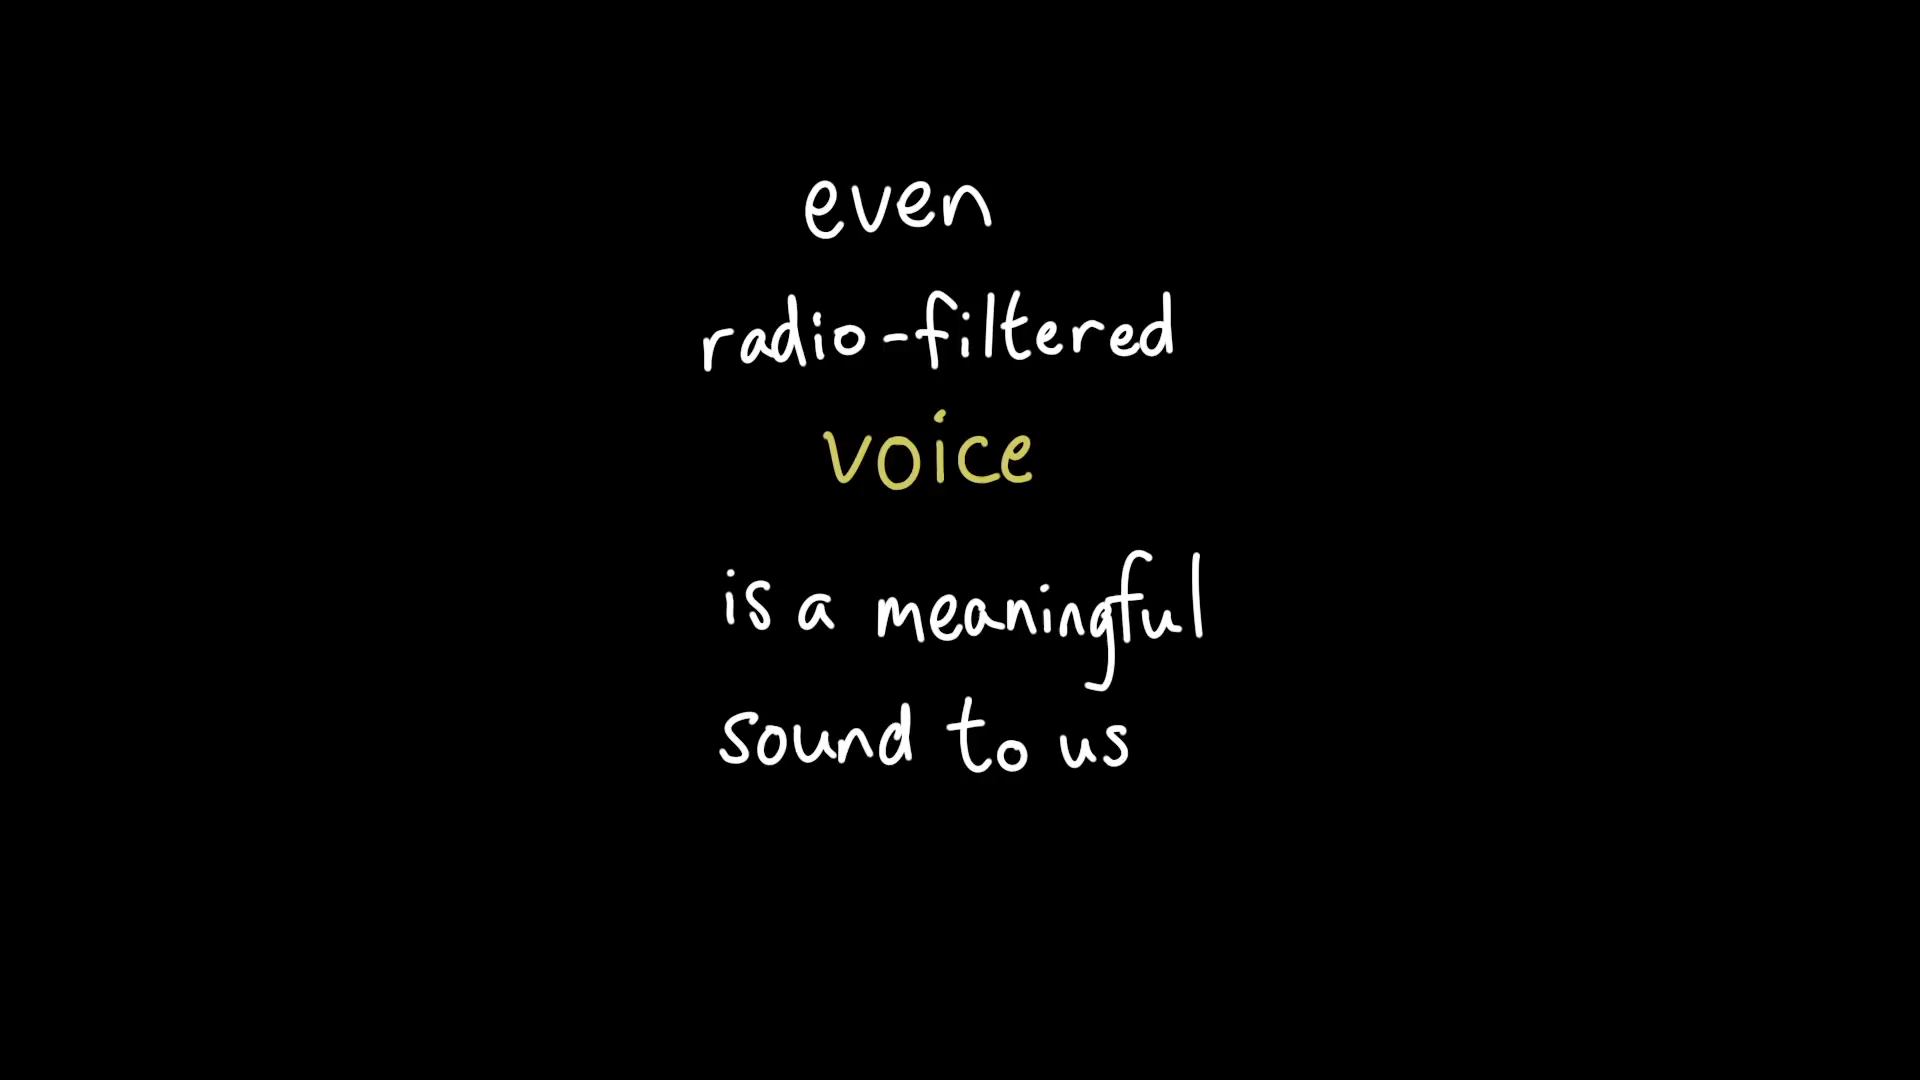 even
radio-filtered
voice
is a meaningful
sound to us